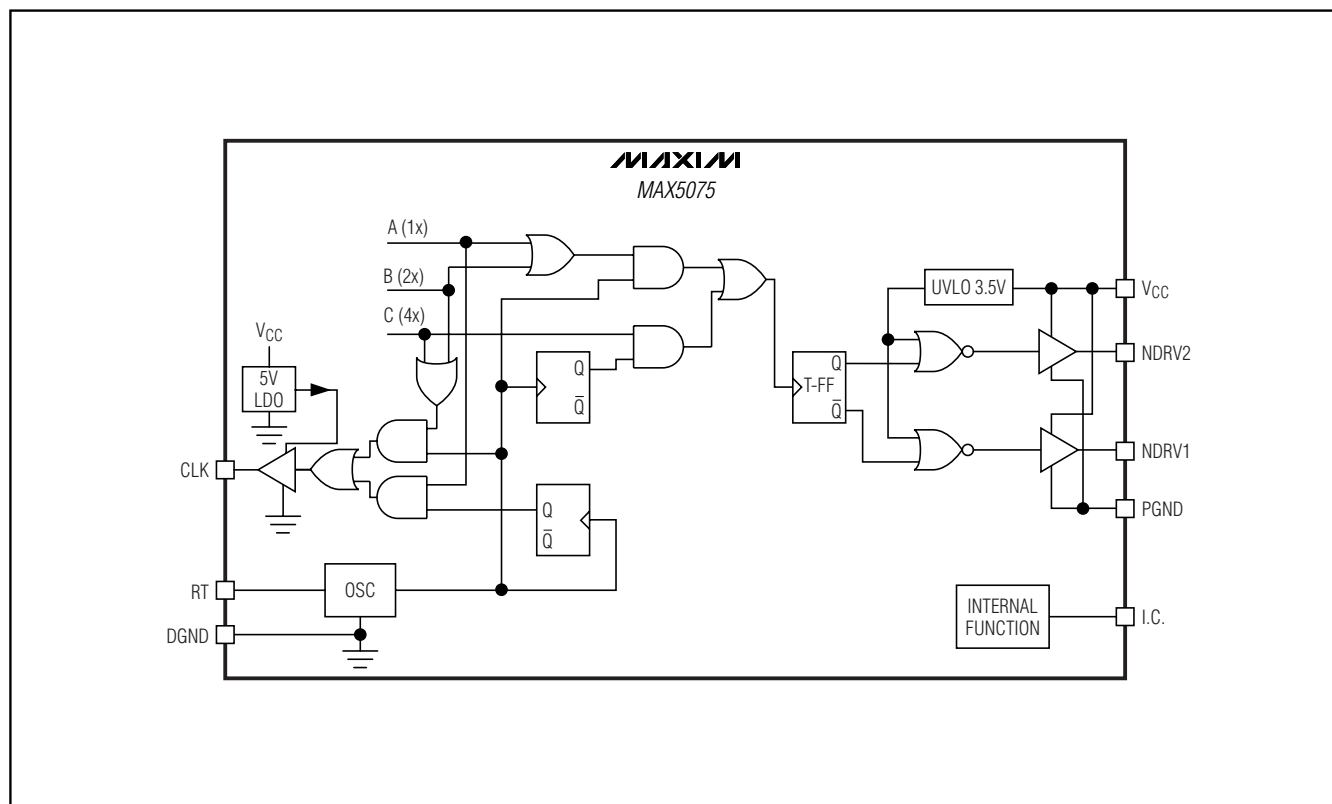 MAXIM
MAX5075
A (1x)
B (2x)
C (4x)
UVLO 3.5V
VCC
VCC
5V
LDO
NDRV2
Q
Q̅
Q
T-FF
Q̅
CLK
NDRV1
Q
Q̅
PGND
RT
OSC
DGND
INTERNAL
FUNCTION
I.C.